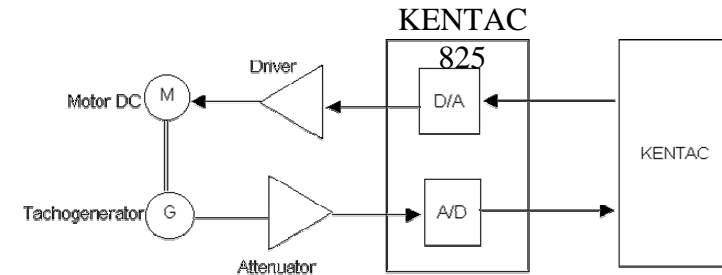 KENTAC
825
Driver
Motor DC
M
D/A
KENTAC
Tachogenerator
G
A/D
Attenuator